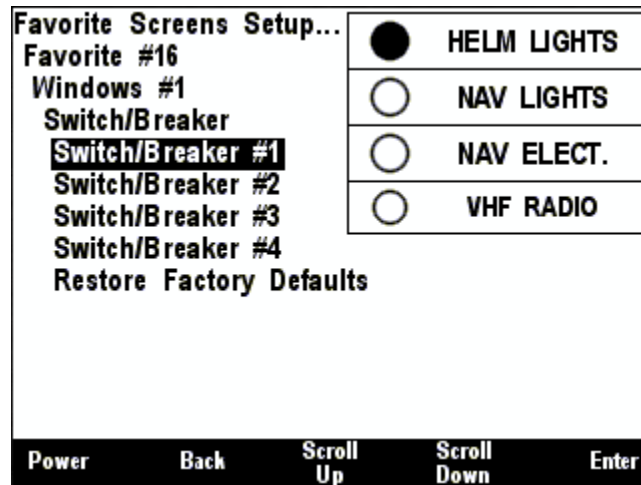 Favorite Screens Setup...
Favorite #16
Windows #1
Switch/Breaker
Switch/Breaker #1
Switch/Breaker #2
Switch/Breaker #3
Switch/Breaker #4
Restore Factory Defaults
HELM LIGHTS
NAV LIGHTS
NAV ELECT.
VHF RADIO
Power
Back
Scroll
Up
Scroll
Down
Enter